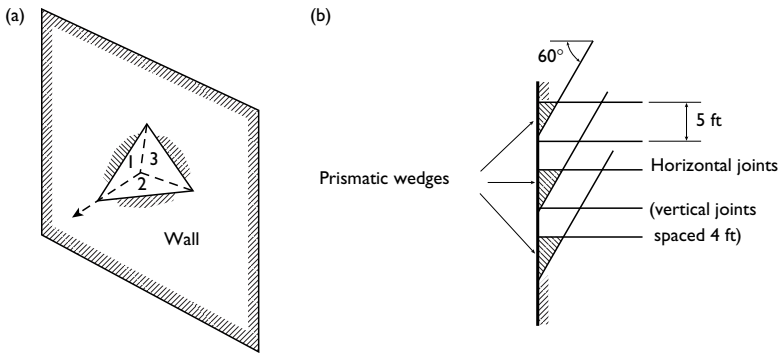 (a)
1
3
2
Wall
(b)
60°
5 ft
Prismatic wedges
Horizontal joints
(vertical joints
spaced 4 ft)